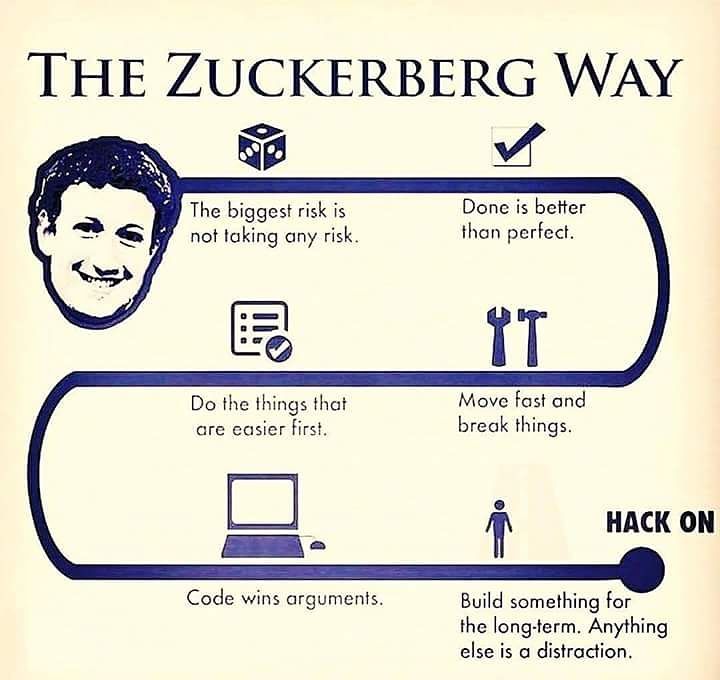 THE ZUCKERBERG WAY
The biggest risk is
not taking any risk.
Done is better
than perfect.
Do the things that
are easier first.
Move fast and
break things.
Code wins arguments.
HACK ON
Build something for
the long-term. Anything
else is a distraction.